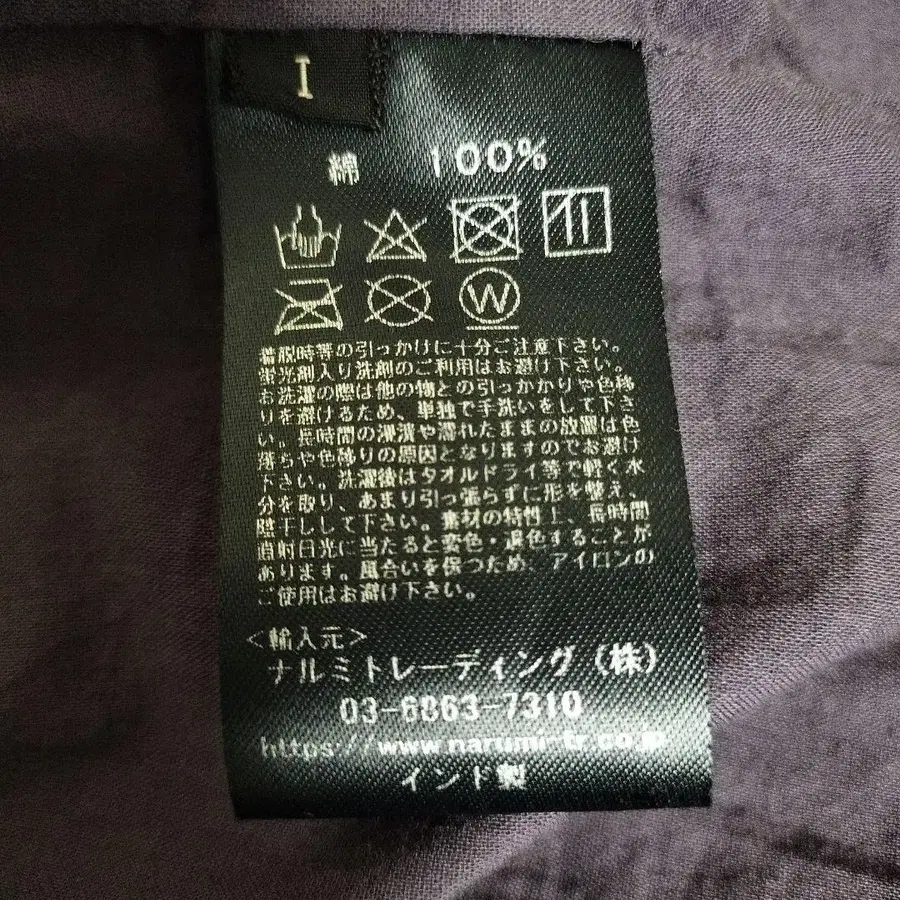 I
綿 100%
W
着脱時等の引っかけに十分ご注意下さい。
蛍光剤入り洗剤のご利用はお避け下さい。
お洗濯の際は他の物との引っかかりや色移
りを避けるため、単独で手洗いをして下さ
い。長時間の浸漬や濡れたままの放置は色
落ちや色移りの原因となりますのでお避け
下さい。洗濯後はタオルドライ等で軽く水
分を取り、あまり引っ張らずに形を整え、
陰干しして下さい。素材の特性上、長時間
直射日光に当たると変色・退色することが
あります。風合いを保つため、アイロンの
ご使用はお避け下さい。
<輸入元>
ナルミトレーディング(株)
03-6863-7310
https://www.narumi-tr.co.jp
インド製